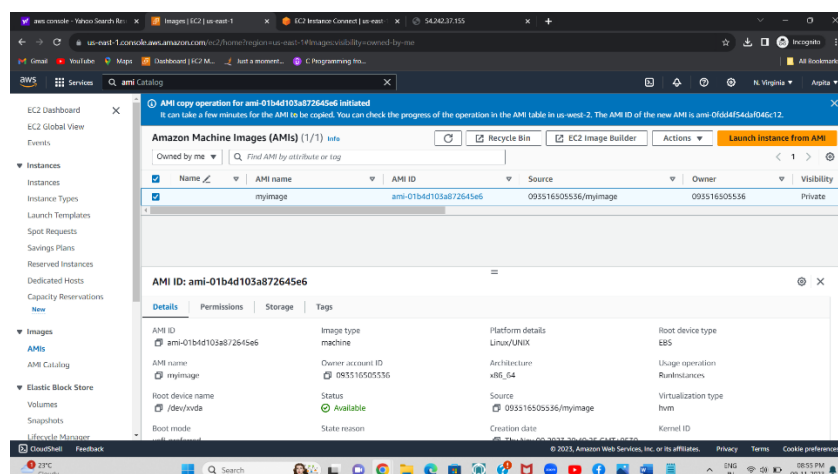 aws console - Yahoo Search Res
Images | EC2 | us-east-1
EC2 Instance Connect | us-east-
54.242.37.155
us-east-1.console.aws.amazon.com/ec2/home?region=us-east-1#Images:visibility=owned-by-me
Incognito
Gmail YouTube Maps Dashboard | EC2 M... Just a moment... C Programming fro...
All Bookmarks
aws Services ami Catalog N. Virginia Arpita
EC2 Dashboard
EC2 Global View
Events
Instances
Instances
Instance Types
Launch Templates
Spot Requests
Savings Plans
Reserved Instances
Dedicated Hosts
Capacity Reservations
New
Images
AMIs
AMI Catalog
Elastic Block Store
Volumes
Snapshots
Lifecycle Manager
AMI copy operation for ami-01b4d103a872645e6 initiated
It can take a few minutes for the AMI to be copied. You can check the progress of the operation in the AMI table in us-west-2. The AMI ID of the new AMI is ami-0fdd4f54daf046c12.
Amazon Machine Images (AMIs) (1/1) Info
Recycle Bin EC2 Image Builder Actions Launch instance from AMI
Owned by me Find AMI by attribute or tag 1
Name AMI name AMI ID Source Owner Visibility
myimage ami-01b4d103a872645e6 093516505536/myimage 093516505536 Private
AMI ID: ami-01b4d103a872645e6
Details Permissions Storage Tags
AMI ID Image type Platform details Root device type
ami-01b4d103a872645e6 machine Linux/UNIX EBS
AMI name Owner account ID Architecture Usage operation
myimage 093516505536 x86_64 RunInstances
Root device name Status Source Virtualization type
/dev/xvda Available 093516505536/myimage hvm
Boot mode State reason Creation date Kernel ID
CloudShell Feedback © 2023, Amazon Web Services, Inc. or its affiliates. Privacy Terms Cookie preferences
23°C
Search
ENG
08:55 PM